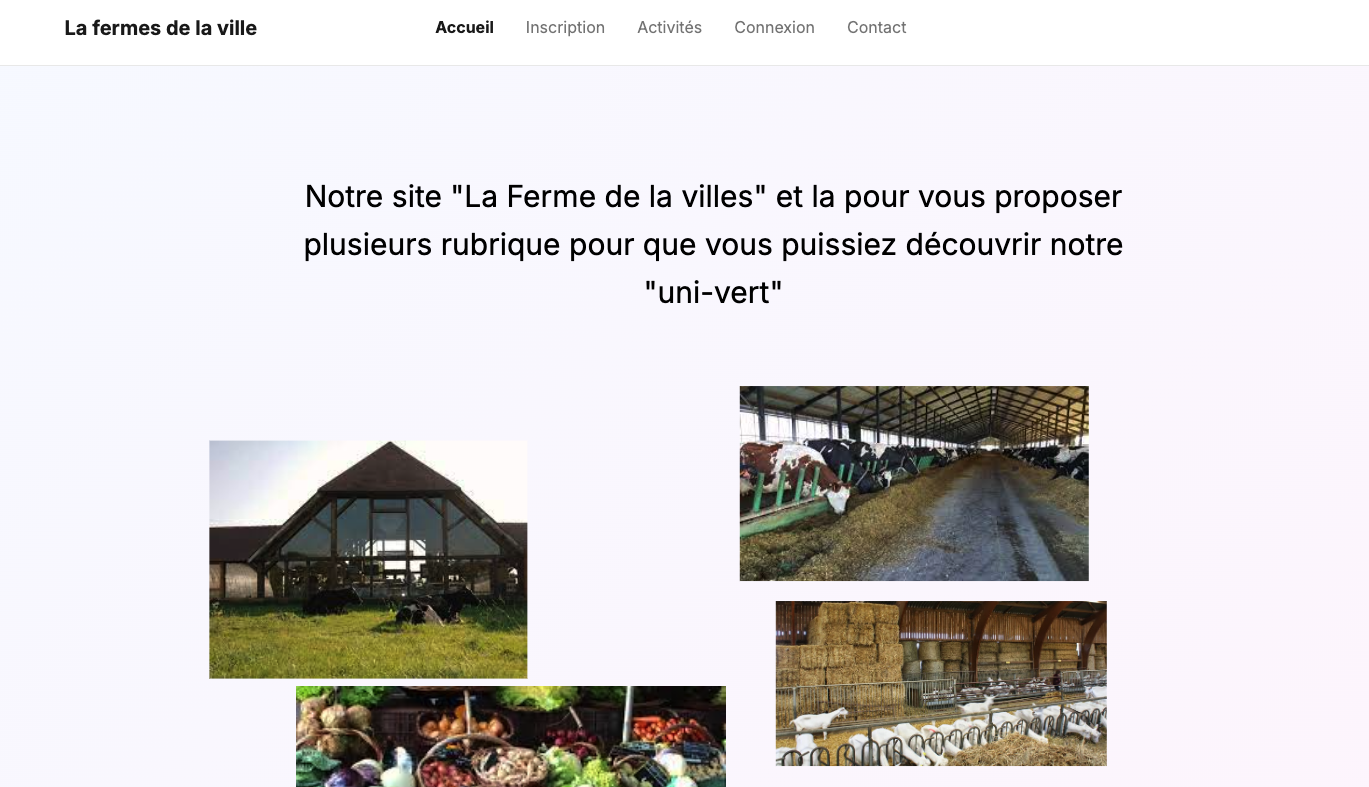 La fermes de la ville
Accueil Inscription Activités Connexion Contact
Notre site "La Ferme de la villes" et la pour vous proposer
plusieurs rubrique pour que vous puissiez découvrir notre
"uni-vert"